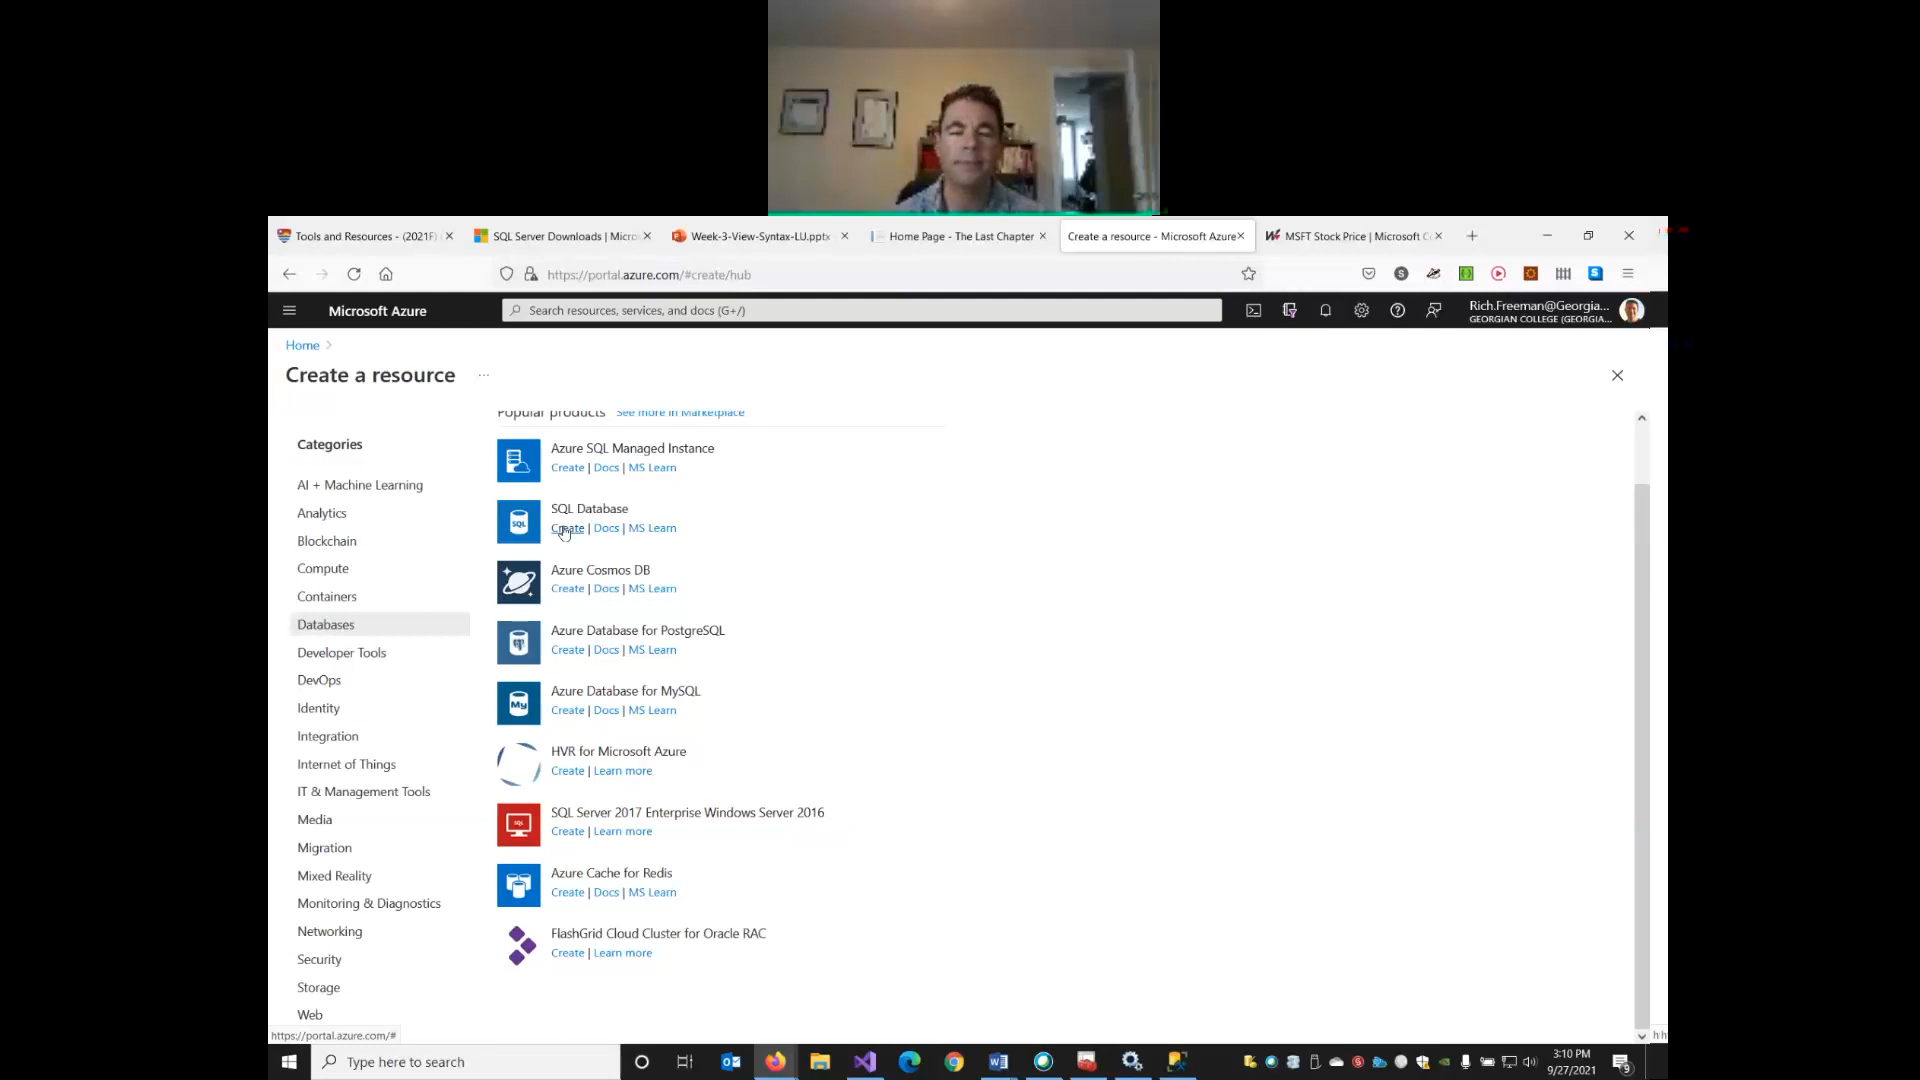 Tools and Resources - (2021F)
SQL Server Downloads | Micro
Week-3-View-Syntax-LU.pptx
Home Page - The Last Chapter
Create a resource - Microsoft Azure
MSFT Stock Price | Microsoft C
https://portal.azure.com/#create/hub
Microsoft Azure
Search resources, services, and docs (G+/)
Rich.Freeman@Georgia...
GEORGIAN COLLEGE (GEORGIA...
Home
Create a resource
...
Popular products See more in Marketplace
Categories
AI + Machine Learning
Analytics
Blockchain
Compute
Containers
Databases
Developer Tools
DevOps
Identity
Integration
Internet of Things
IT & Management Tools
Media
Migration
Mixed Reality
Monitoring & Diagnostics
Networking
Security
Storage
Web
Azure SQL Managed Instance
Create | Docs | MS Learn
SQL Database
Create | Docs | MS Learn
Azure Cosmos DB
Create | Docs | MS Learn
Azure Database for PostgreSQL
Create | Docs | MS Learn
Azure Database for MySQL
Create | Docs | MS Learn
HVR for Microsoft Azure
Create | Learn more
SQL Server 2017 Enterprise Windows Server 2016
Create | Learn more
Azure Cache for Redis
Create | Docs | MS Learn
FlashGrid Cloud Cluster for Oracle RAC
Create | Learn more
https://portal.azure.com/#
Type here to search
3:10 PM
9/27/2021